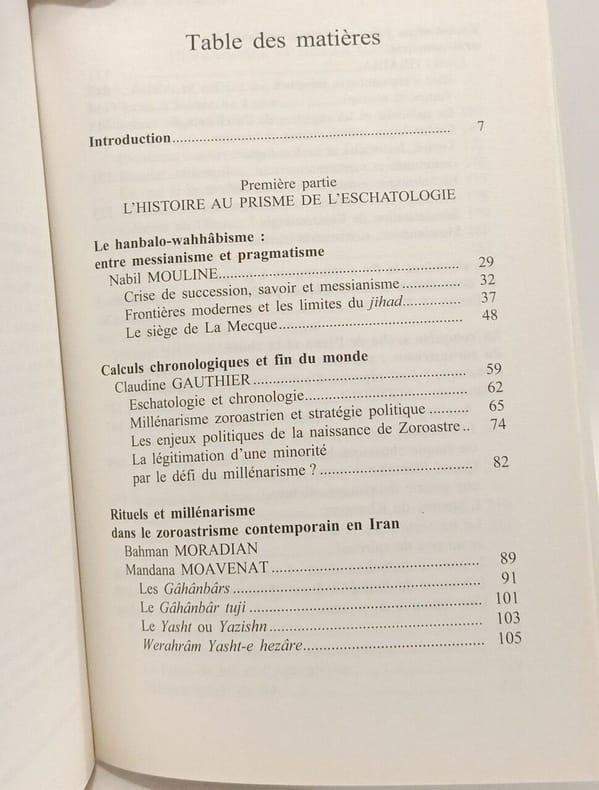 Table des matières
Introduction........................................................ 7
Première partie
L'HISTOIRE AU PRISME DE L'ESCHATOLOGIE
Le hanbalo-wahhâbisme :
entre messianisme et pragmatisme
Nabil MOULINE................................................ 29
Crise de succession, savoir et messianisme ............ 32
Frontières modernes et les limites du jihad............ 37
Le siège de La Mecque.................................... 48
Calculs chronologiques et fin du monde
Claudine GAUTHIER.......................................... 59
Eschatologie et chronologie................................ 62
Millénarisme zoroastrien et stratégie politique ......... 65
Les enjeux politiques de la naissance de Zoroastre.. 74
La légitimation d'une minorité
par le défi du millénarisme ?............................. 82
Rituels et millénarisme
dans le zoroastrisme contemporain en Iran
Bahman MORADIAN
Mandana MOAVENAT.......................................... 89
Les Gâhânbârs................................................ 91
Le Gâhânbâr tuji............................................ 101
Le Yasht ou Yazishn........................................ 103
Werahrâm Yasht-e hezâre.................................... 105